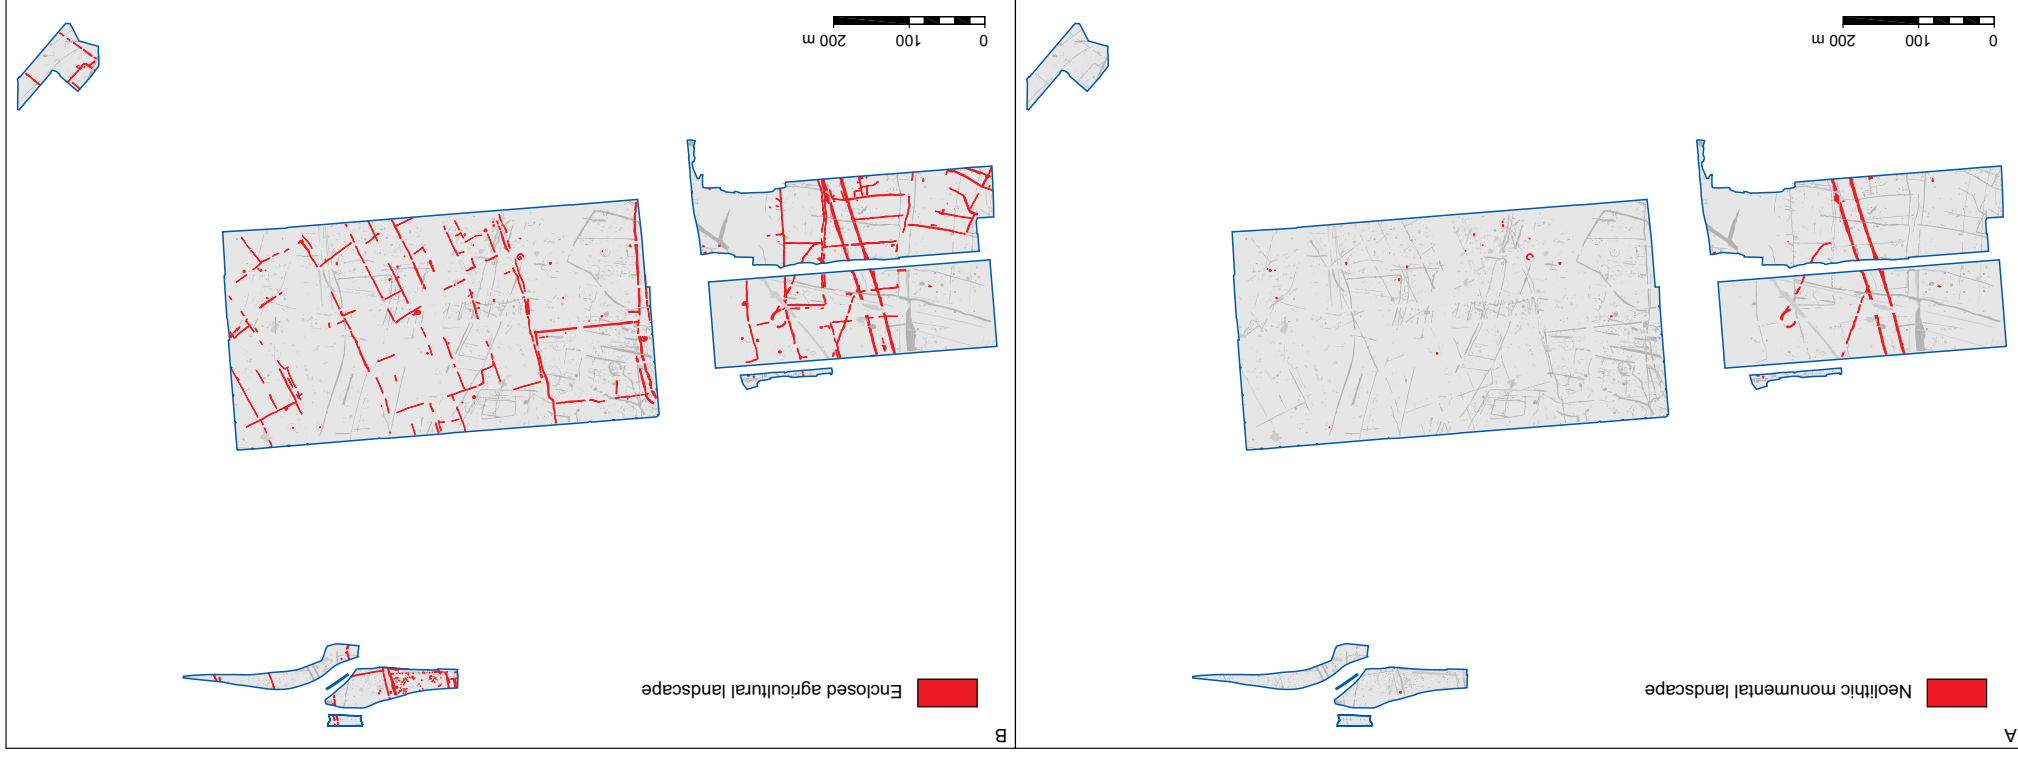 A
Neolithic monumental landscape
0 100 200 m
B
Enclosed agricultural landscape
0 100 200 m